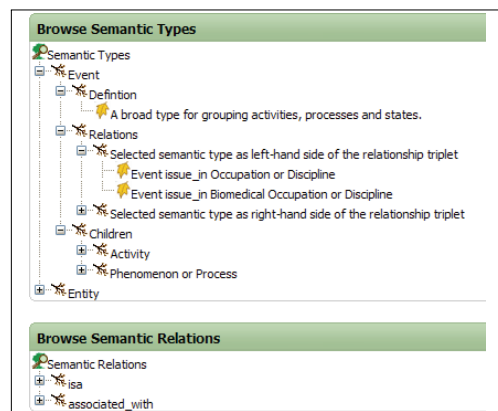 Browse Semantic Types
Semantic Types
Event
Defintion
A broad type for grouping activities, processes and states.
Relations
Selected semantic type as left-hand side of the relationship triplet
Event issue_in Occupation or Discipline
Event issue_in Biomedical Occupation or Discipline
Selected semantic type as right-hand side of the relationship triplet
Children
Activity
Phenomenon or Process
Entity
Browse Semantic Relations
Semantic Relations
isa
associated_with